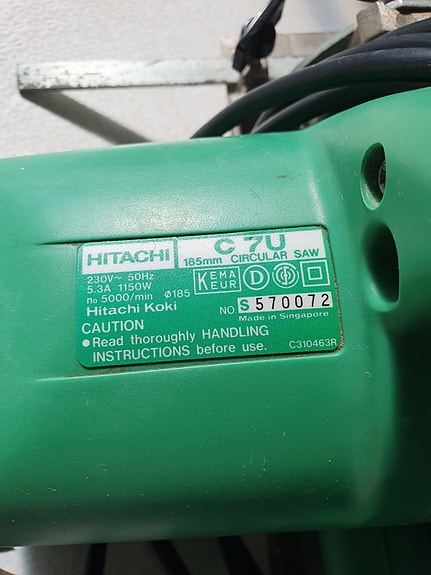 HITACHI
C 7U
185mm CIRCULAR SAW
230V~ 50Hz
5.3A 1150W
no 5000/min ø185
Hitachi Koki
KEMA
EUR
D
NO. S 570072
Made in Singapore
CAUTION
● Read thoroughly HANDLING
INSTRUCTIONS before use.
C310463R